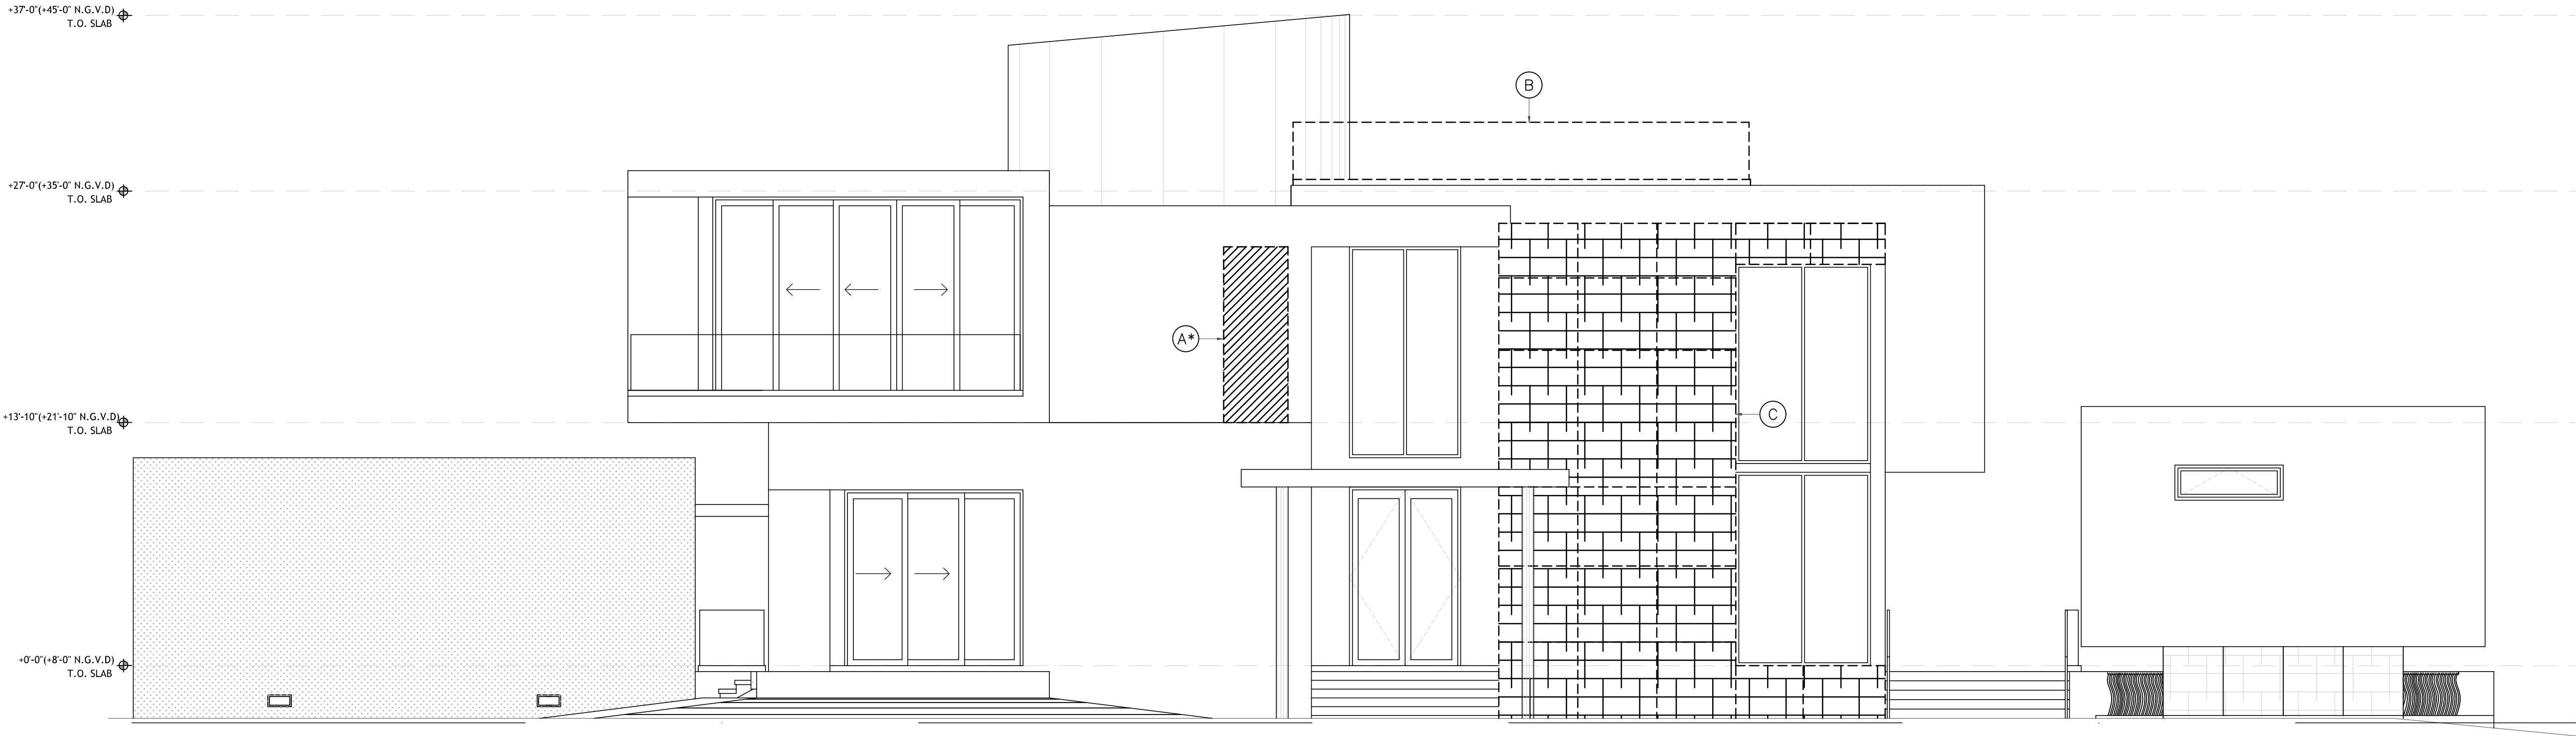 +37'-0"(+45'-0" N.G.V.D)
T.O. SLAB
B
+27'-0"(+35'-0" N.G.V.D)
T.O. SLAB
A*
C
+13'-10"(+21'-10" N.G.V.D)
T.O. SLAB
+0'-0"(+8'-0" N.G.V.D)
T.O. SLAB